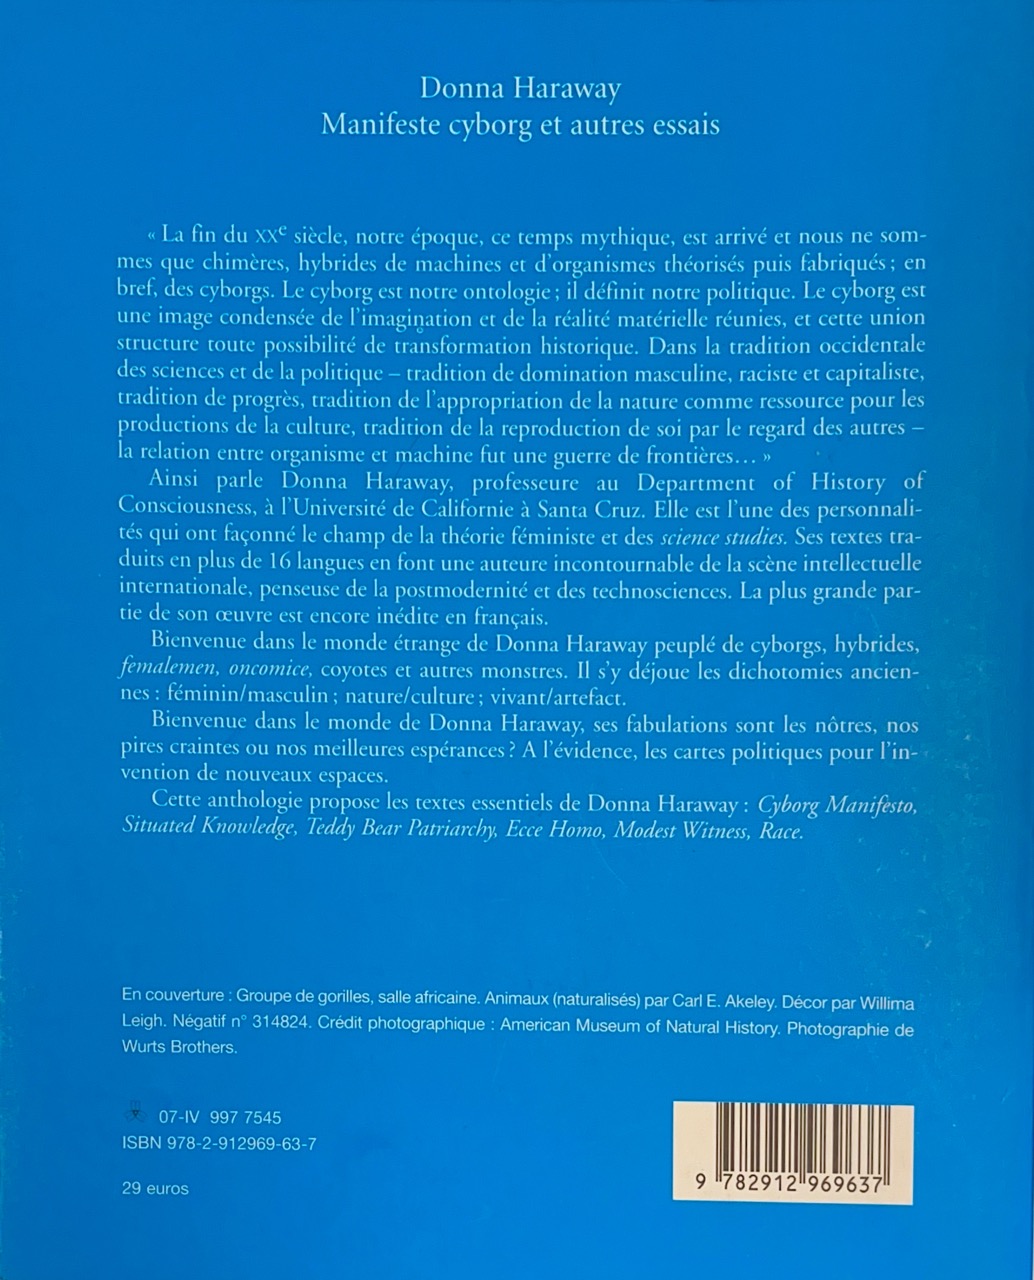 Donna Haraway
Manifeste cyborg et autres essais
« La fin du XXe siècle, notre époque, ce temps mythique, est arrivé et nous ne som-
mes que chimères, hybrides de machines et d'organismes théorisés puis fabriqués ; en
bref, des cyborgs. Le cyborg est notre ontologie ; il définit notre politique. Le cyborg est
une image condensée de l'imagination et de la réalité matérielle réunies, et cette union
structure toute possibilité de transformation historique. Dans la tradition occidentale
des sciences et de la politique – tradition de domination masculine, raciste et capitaliste,
tradition de progrès, tradition de l'appropriation de la nature comme ressource pour les
productions de la culture, tradition de la reproduction de soi par le regard des autres –
la relation entre organisme et machine fut une guerre de frontières… »
Ainsi parle Donna Haraway, professeure au Department of History of
Consciousness, à l'Université de Californie à Santa Cruz. Elle est l'une des personnali-
tés qui ont façonné le champ de la théorie féministe et des science studies. Ses textes tra-
duits en plus de 16 langues en font une auteure incontournable de la scène intellectuelle
internationale, penseuse de la postmodernité et des technosciences. La plus grande par-
tie de son œuvre est encore inédite en français.
Bienvenue dans le monde étrange de Donna Haraway peuplé de cyborgs, hybrides,
femalemen, oncomice, coyotes et autres monstres. Il s'y déjoue les dichotomies ancien-
nes : féminin/masculin ; nature/culture ; vivant/artefact.
Bienvenue dans le monde de Donna Haraway, ses fabulations sont les nôtres, nos
pires craintes ou nos meilleures espérances ? A l'évidence, les cartes politiques pour l'in-
vention de nouveaux espaces.
Cette anthologie propose les textes essentiels de Donna Haraway : Cyborg Manifesto,
Situated Knowledge, Teddy Bear Patriarchy, Ecce Homo, Modest Witness, Race.
En couverture : Groupe de gorilles, salle africaine. Animaux (naturalisés) par Carl E. Akeley. Décor par Willima
Leigh. Négatif n° 314824. Crédit photographique : American Museum of Natural History. Photographie de
Wurts Brothers.
07-IV 997 7545
ISBN 978-2-912969-63-7
29 euros
9 782912 969637